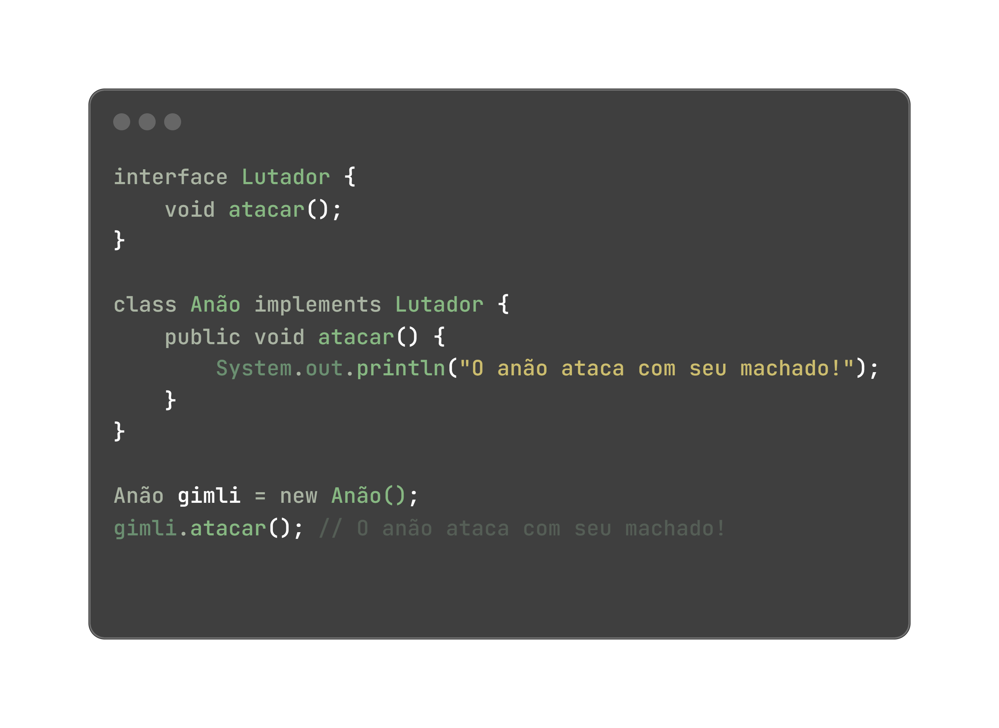 interface Lutador {
    void atacar();
}

class Anão implements Lutador {
    public void atacar() {
        System.out.println("O anão ataca com seu machado!");
    }
}

Anão gimli = new Anão();
gimli.atacar(); // O anão ataca com seu machado!